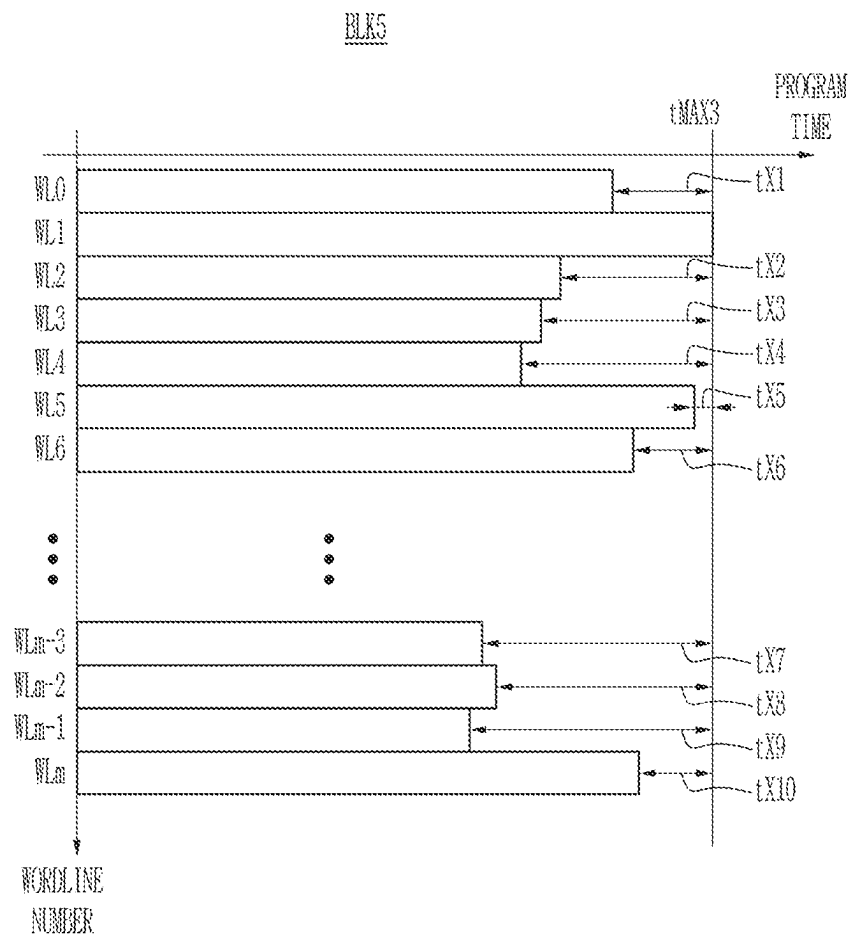 BLK5
PROGRAM
TIME
tMAX3
WL0
tX1
WL1
WL2
tX2
WL3
tX3
WL4
tX4
WL5
tX5
WL6
tX6
WLm-3
tX7
WLm-2
tX8
WLm-1
tX9
WLm
tX10
WORDLINE
NUMBER